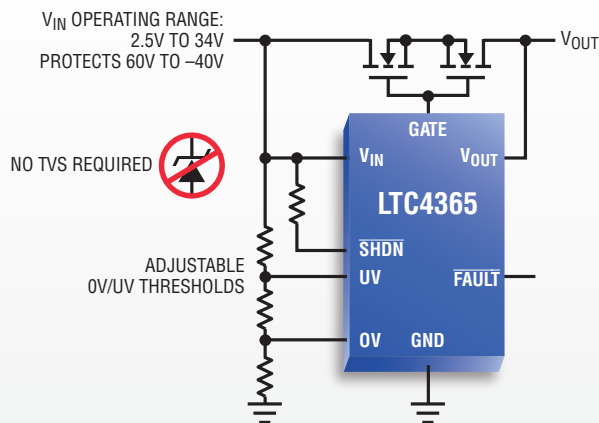 VIN OPERATING RANGE:
2.5V TO 34V
PROTECTS 60V TO –40V
VOUT
GATE
VIN
VOUT
NO TVS REQUIRED
LTC4365
SHDN
ADJUSTABLE
0V/UV THRESHOLDS
UV
FAULT
OV
GND